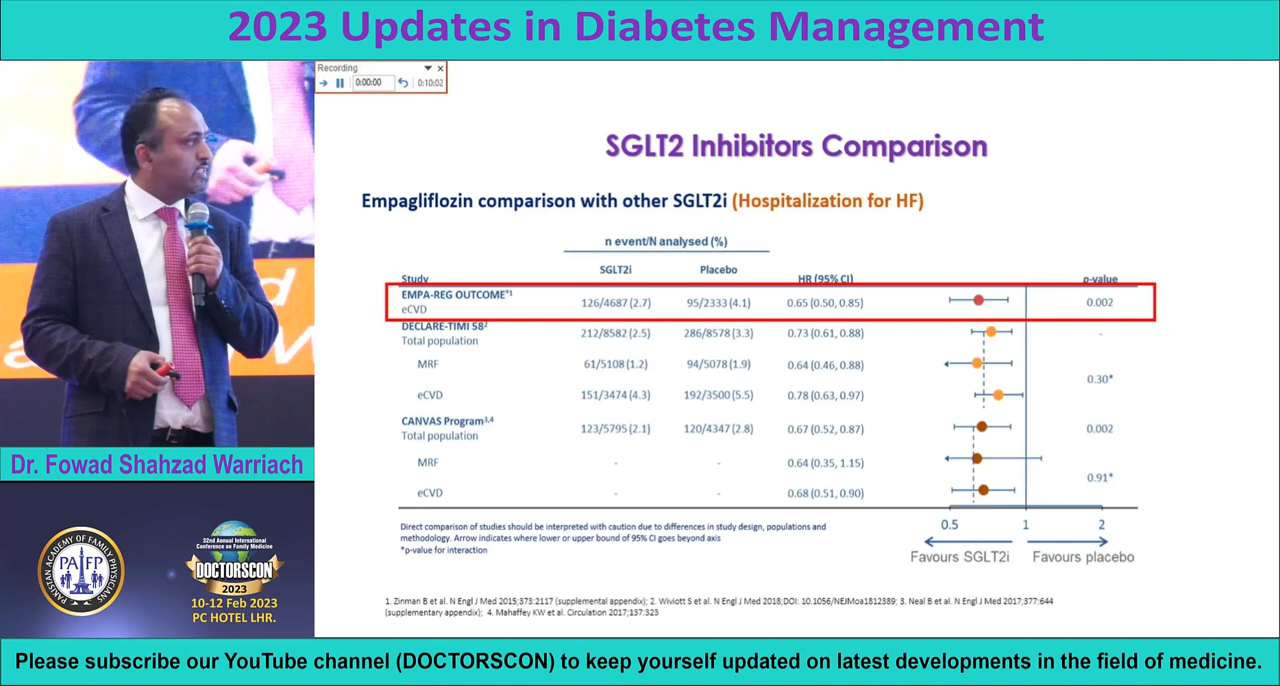 2023 Updates in Diabetes Management
Recording
0:00:00
0:10:02
SGLT2 Inhibitors Comparison
Empagliflozin comparison with other SGLT2i (Hospitalization for HF)
n event/N analysed (%)
Study SGLT2i Placebo HR (95% CI) p-value
EMPA-REG OUTCOME*1
eCVD 126/4687 (2.7) 95/2333 (4.1) 0.65 (0.50, 0.85) 0.002
DECLARE-TIMI 582
Total population 212/8582 (2.5) 286/8578 (3.3) 0.73 (0.61, 0.88) -
MRF 61/5108 (1.2) 94/5078 (1.9) 0.64 (0.46, 0.88)
0.30*
eCVD 151/3474 (4.3) 192/3500 (5.5) 0.78 (0.63, 0.97)
CANVAS Program3,4
Total population 123/5795 (2.1) 120/4347 (2.8) 0.67 (0.52, 0.87) 0.002
MRF - - 0.64 (0.35, 1.15)
0.91*
eCVD - - 0.68 (0.51, 0.90)
0.5 1 2
Favours SGLT2i Favours placebo
Direct comparison of studies should be interpreted with caution due to differences in study design, populations and
methodology. Arrow indicates where lower or upper bound of 95% CI goes beyond axis
*p-value for interaction
1. Zinman B et al. N Engl J Med 2015;373:2117 (supplemental appendix); 2. Wiviott S et al. N Engl J Med 2018;DOI: 10.1056/NEJMoa1812389; 3. Neal B et al. N Engl J Med 2017;377:644
(supplementary appendix); 4. Mahaffey KW et al. Circulation 2017;137:323
Dr. Fowad Shahzad Warriach
PAKISTAN ACADEMY OF FAMILY PHYSICIANS
PAFP
32nd Annual International
Conference on Family Medicine
DOCTORSCON
2023
10-12 Feb 2023
PC HOTEL LHR.
Please subscribe our YouTube channel (DOCTORSCON) to keep yourself updated on latest developments in the field of medicine.